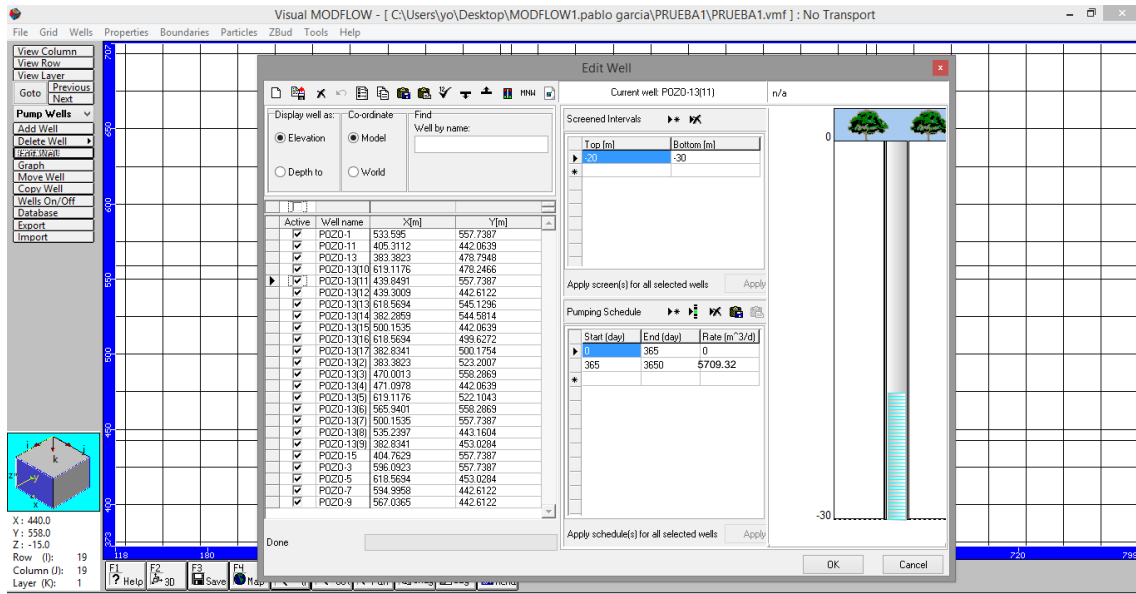 Visual MODFLOW - [ C:\Users\yo\Desktop\MODFLOW1.pablo garcia\PRUEBA1\PRUEBA1.vmf ] : No Transport
File Grid Wells Properties Boundaries Particles ZBud Tools Help
View Column
View Row
View Layer
Goto Previous
Next
Pump Wells
Add Well
Delete Well
Edit Well
Graph
Move Well
Copy Well
Wells On/Off
Database
Export
Import
707
650
600
550
500
450
400
373
118 180 720 799
Edit Well
MNW
Current well: POZO-13(11) n/a
Display well as: Co-ordinate Find
Elevation Model Well by name:
Depth to World
Active Well name X[m] Y[m]
POZO-1 533.595 557.7387
POZO-11 405.3112 442.0639
POZO-13 383.3823 478.7948
POZO-13(10 619.1176 478.2466
POZO-13(11 439.8491 557.7387
POZO-13(12 439.3009 442.6122
POZO-13(13 618.5694 545.1296
POZO-13(14 382.2859 544.5814
POZO-13(15 500.1535 442.0639
POZO-13(16 618.5694 499.6272
POZO-13(17 382.8341 500.1754
POZO-13(2) 383.3823 523.2007
POZO-13(3) 470.0013 558.2869
POZO-13(4) 471.0978 442.0639
POZO-13(5) 619.1176 522.1043
POZO-13(6) 565.9401 558.2869
POZO-13(7) 500.1535 557.7387
POZO-13(8) 535.2397 443.1604
POZO-13(9) 382.8341 453.0284
POZO-15 404.7629 557.7387
POZO-3 596.0923 557.7387
POZO-5 618.5694 453.0284
POZO-7 594.9958 442.6122
POZO-9 567.0365 442.6122
Done
Screened Intervals
Top [m] Bottom [m]
-20 -30
Apply screen(s) for all selected wells Apply
Pumping Schedule
Start (day) End (day) Rate (m^3/d)
0 365 0
365 3650 5709.32
Apply schedule(s) for all selected wells Apply
0
-30
OK Cancel
k
j
y
x
X : 440.0
Y : 558.0
Z : -15.0
Row (I): 19
Column (J): 19
Layer (K): 1
F1 F2 F3 F4
? Help 3D Save Map